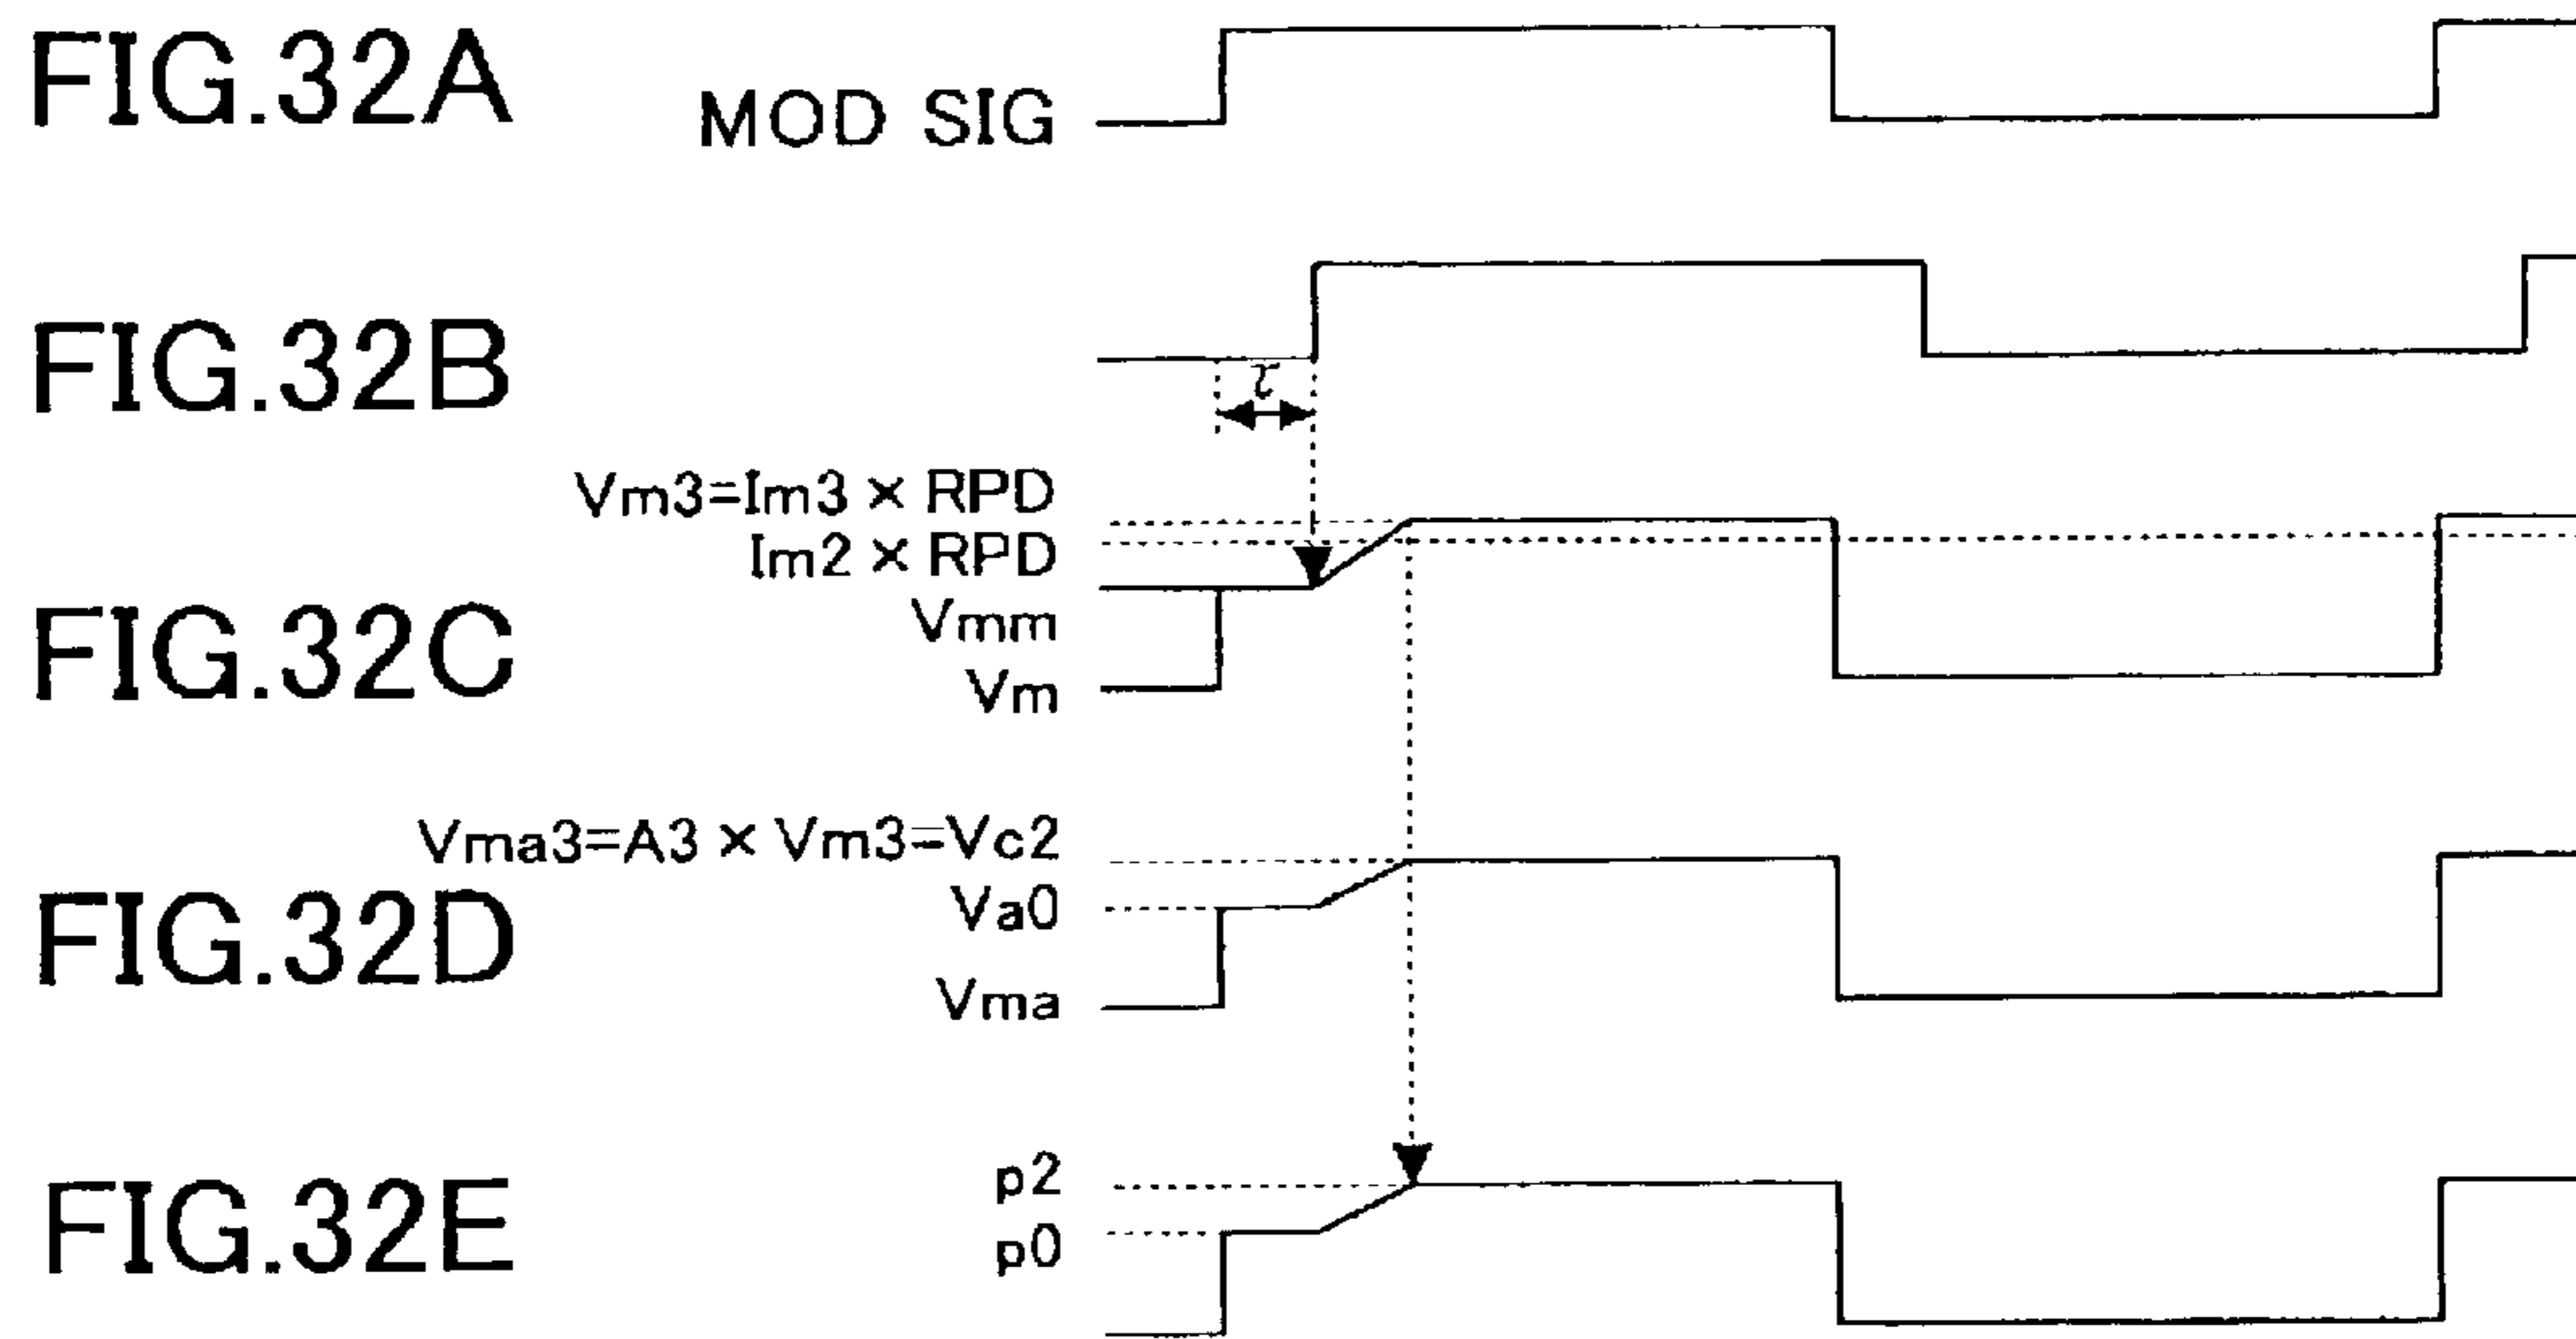 FIG.32A
MOD SIG
FIG.32B
τ
Vm3=Im3 × RPD
Im2 × RPD
FIG.32C
Vmm
Vm
Vma3=A3 × Vm3=Vc2
FIG.32D
Va0
Vma
FIG.32E
p2
p0